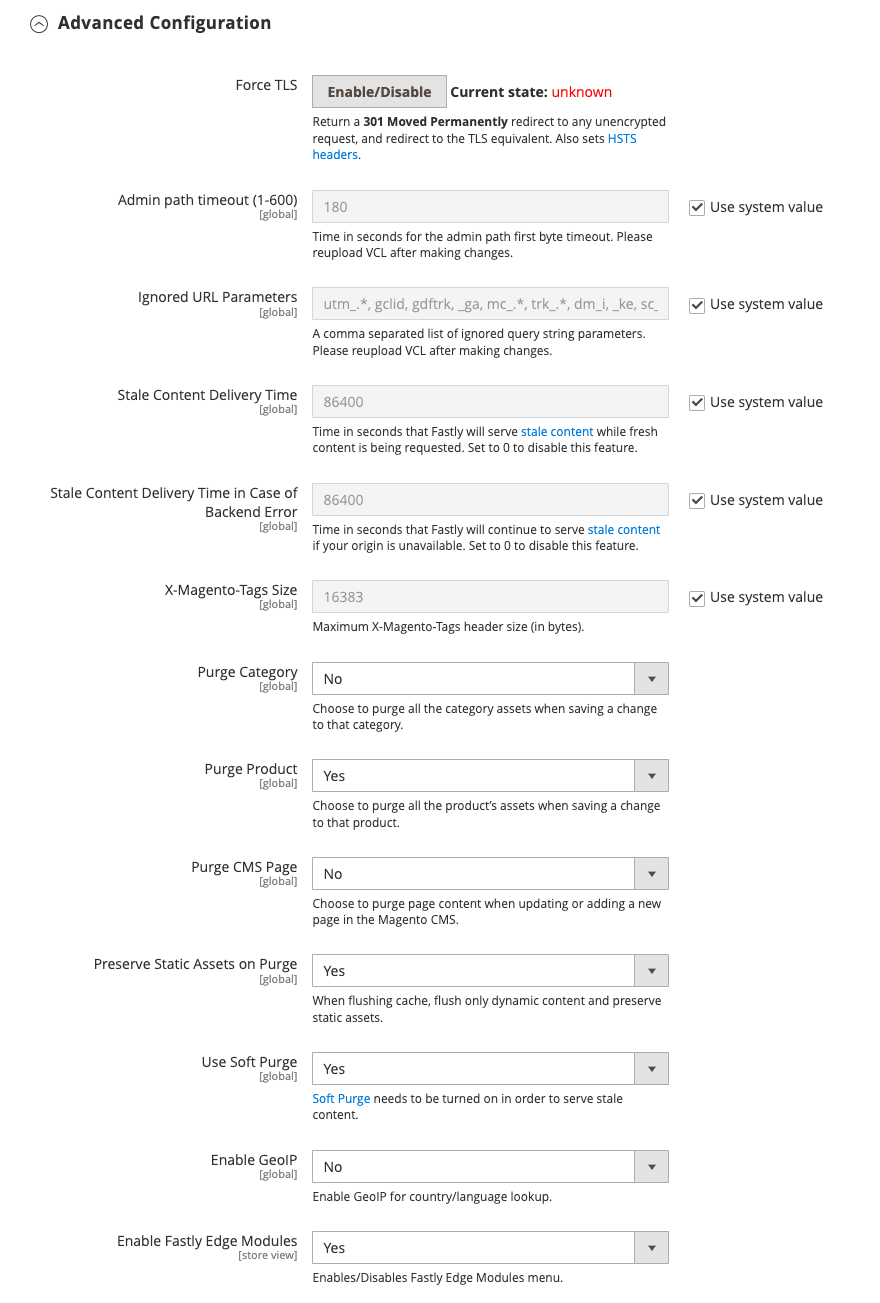 Advanced Configuration
Force TLS
Enable/Disable Current state: unknown
Return a 301 Moved Permanently redirect to any unencrypted
request, and redirect to the TLS equivalent. Also sets HSTS
headers.
Admin path timeout (1-600)
[global]
180
Use system value
Time in seconds for the admin path first byte timeout. Please
reupload VCL after making changes.
Ignored URL Parameters
[global]
utm_.*, gclid, gdftrk, _ga, mc_.*, trk_.*, dm_i, _ke, sc_
Use system value
A comma separated list of ignored query string parameters.
Please reupload VCL after making changes.
Stale Content Delivery Time
[global]
86400
Use system value
Time in seconds that Fastly will serve stale content while fresh
content is being requested. Set to 0 to disable this feature.
Stale Content Delivery Time in Case of
Backend Error
[global]
86400
Use system value
Time in seconds that Fastly will continue to serve stale content
if your origin is unavailable. Set to 0 to disable this feature.
X-Magento-Tags Size
[global]
16383
Use system value
Maximum X-Magento-Tags header size (in bytes).
Purge Category
[global]
No
Choose to purge all the category assets when saving a change
to that category.
Purge Product
[global]
Yes
Choose to purge all the product's assets when saving a change
to that product.
Purge CMS Page
[global]
No
Choose to purge page content when updating or adding a new
page in the Magento CMS.
Preserve Static Assets on Purge
[global]
Yes
When flushing cache, flush only dynamic content and preserve
static assets.
Use Soft Purge
[global]
Yes
Soft Purge needs to be turned on in order to serve stale
content.
Enable GeoIP
[global]
No
Enable GeoIP for country/language lookup.
Enable Fastly Edge Modules
[store view]
Yes
Enables/Disables Fastly Edge Modules menu.